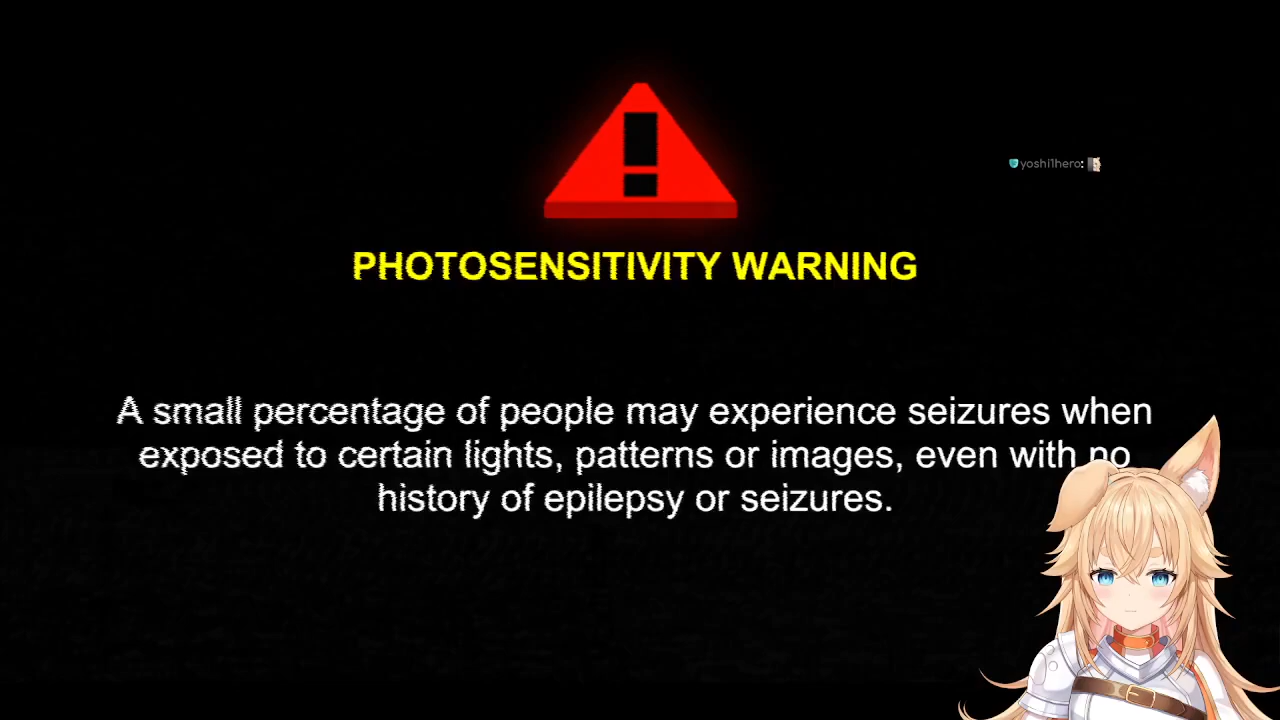 yoshi1hero:
PHOTOSENSITIVITY WARNING
A small percentage of people may experience seizures when
exposed to certain lights, patterns or images, even with no
history of epilepsy or seizures.